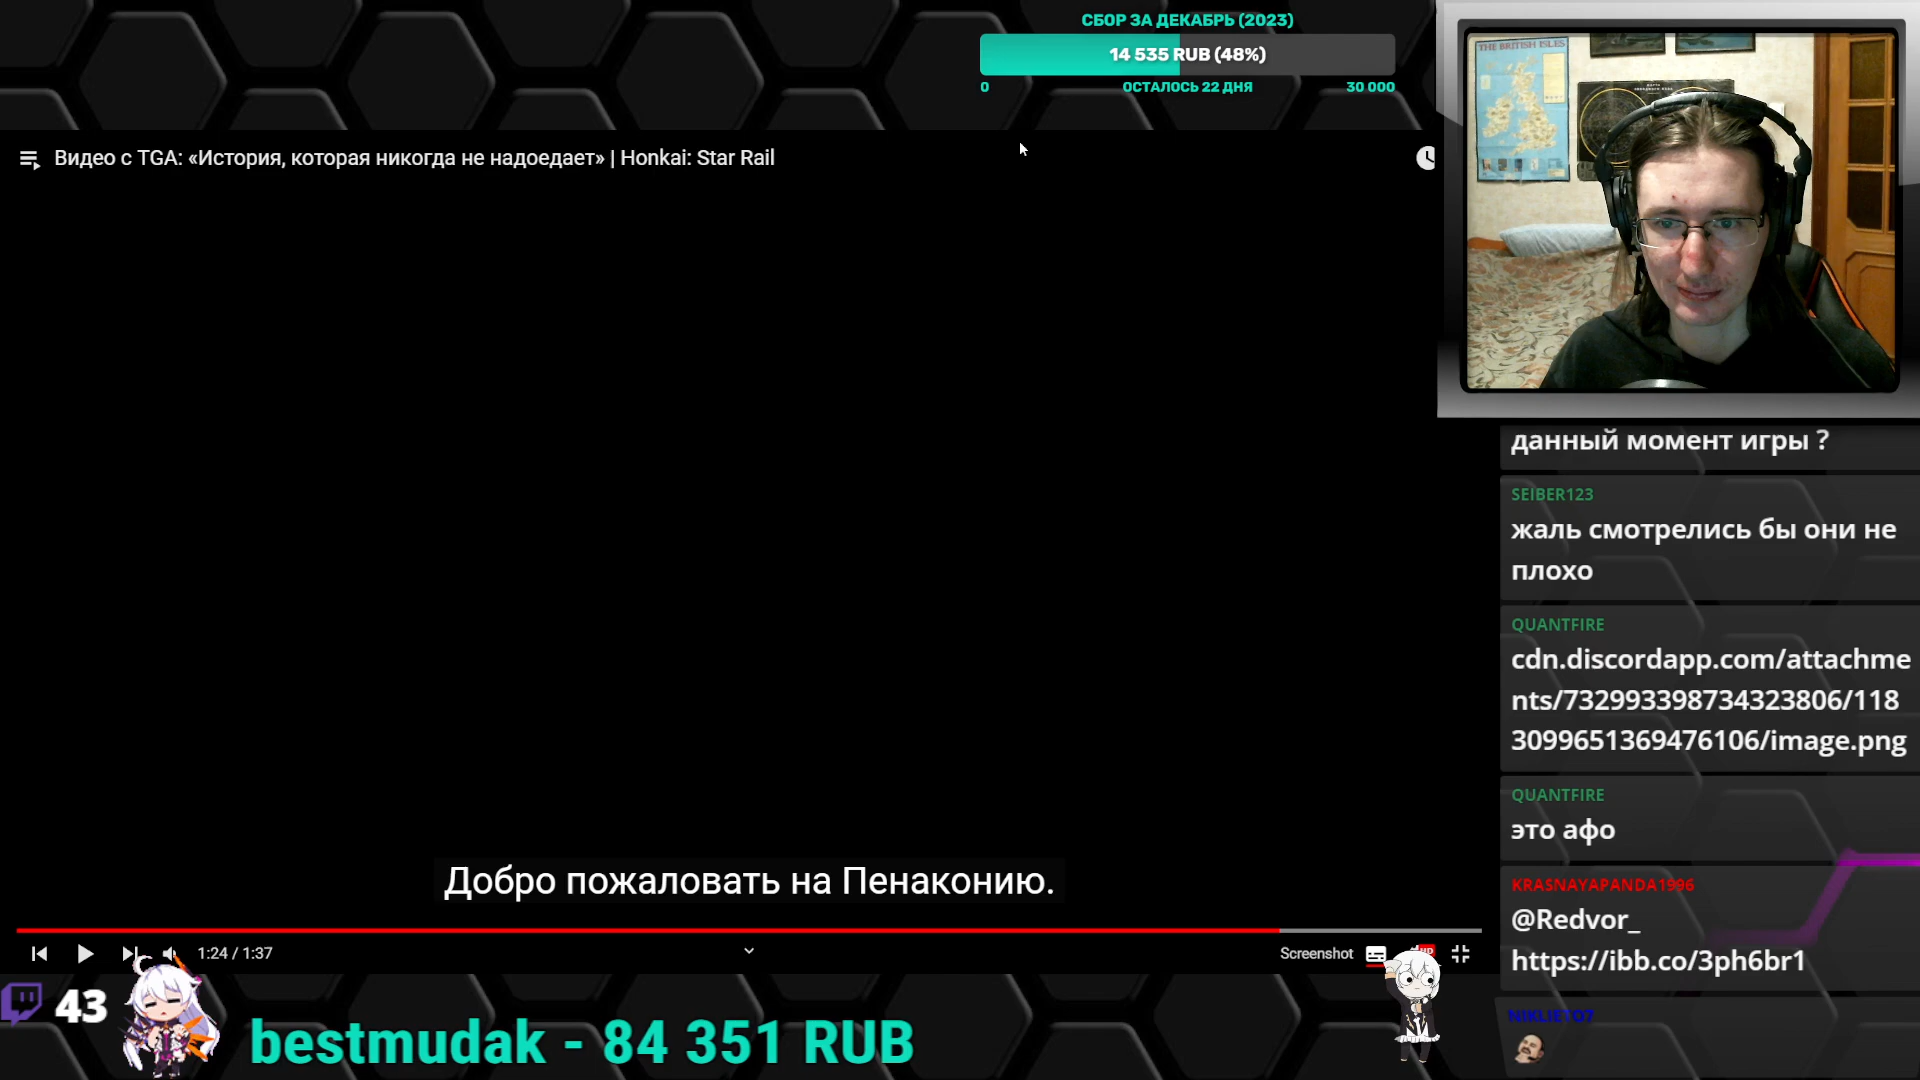 СБОР ЗА ДЕКАБРЬ (2023)
14 535 RUB (48%)
0
ОСТАЛОСЬ 22 ДНЯ
30 000
THE BRITISH ISLES
Видео с TGA: «История, которая никогда не надоедает» | Honkai: Star Rail
данный момент игры ?
SEIBER123
жаль смотрелись бы они не
плохо
QUANTFIRE
cdn.discordapp.com/attachme
nts/732993398734323806/118
3099651369476106/image.png
QUANTFIRE
это афо
KRASNAYAPANDA1996
@Redvor_
https://ibb.co/3ph6br1
NIKLIETO7
Добро пожаловать на Пенаконию.
1:24 / 1:37
Screenshot
HD
43
bestmudak - 84 351 RUB